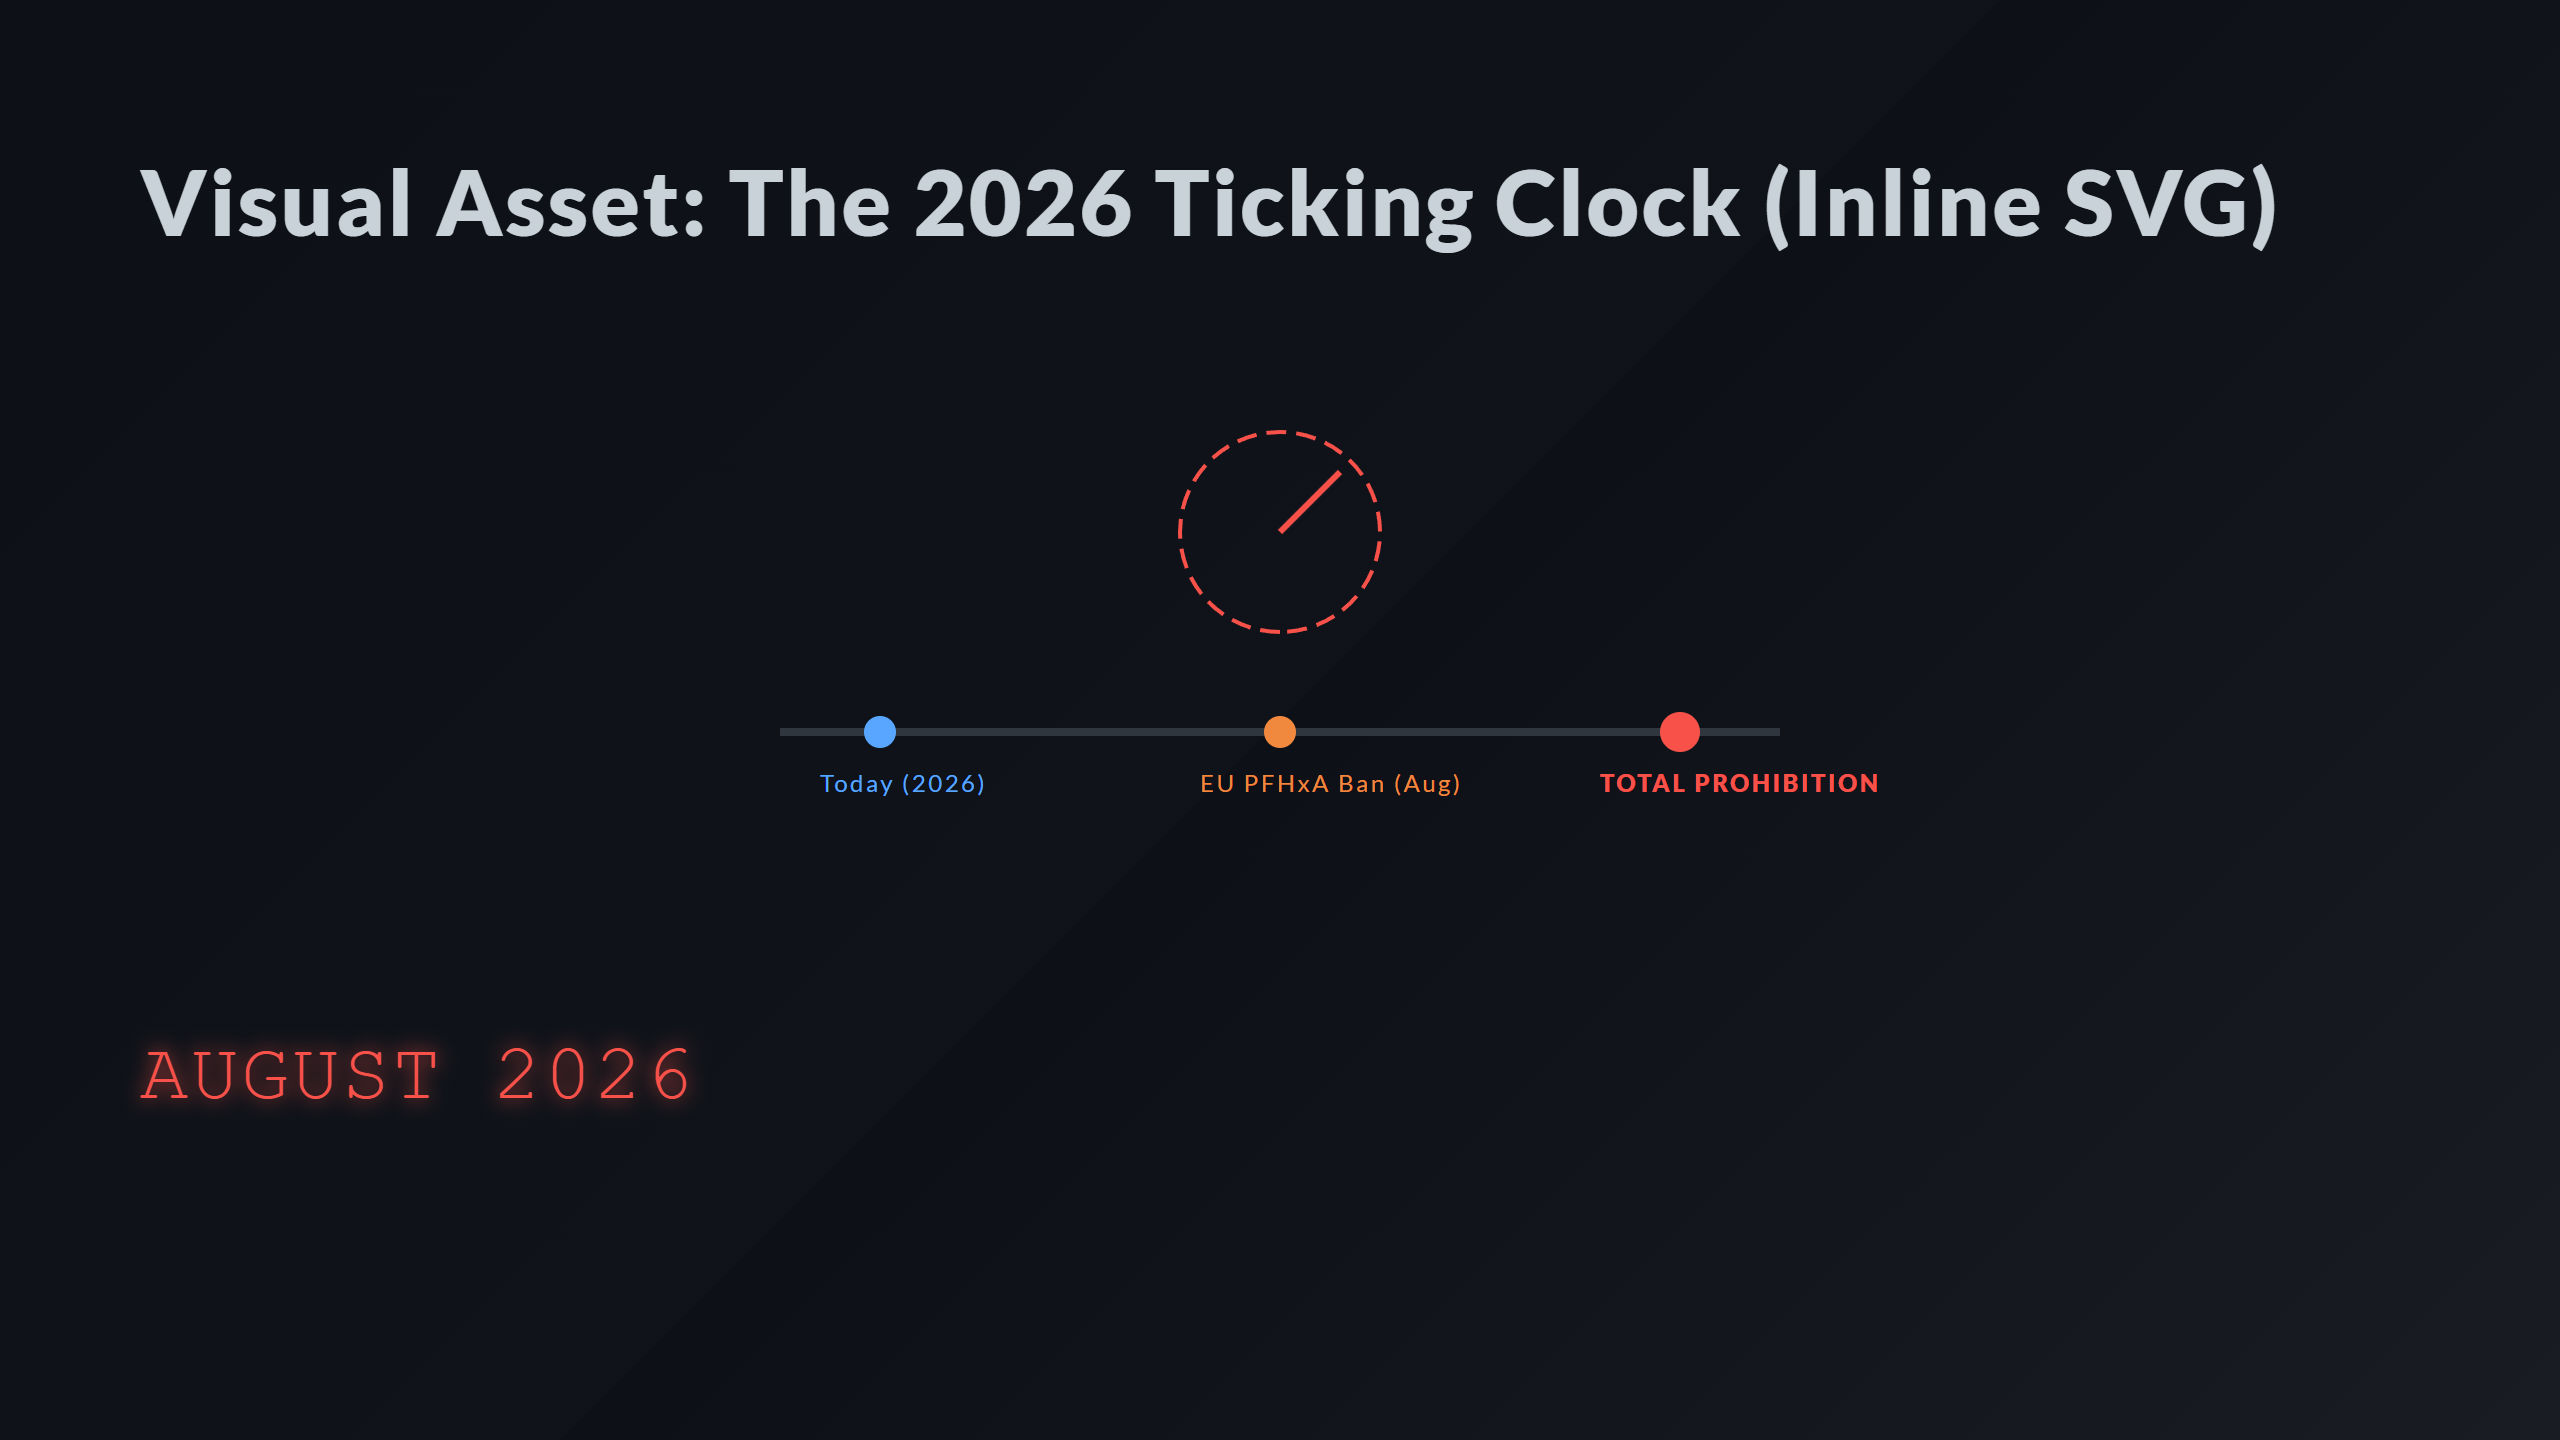 Visual Asset: The 2026 Ticking Clock (Inline SVG)
Today (2026)
EU PFHxA Ban (Aug)
TOTAL PROHIBITION
AUGUST 2026